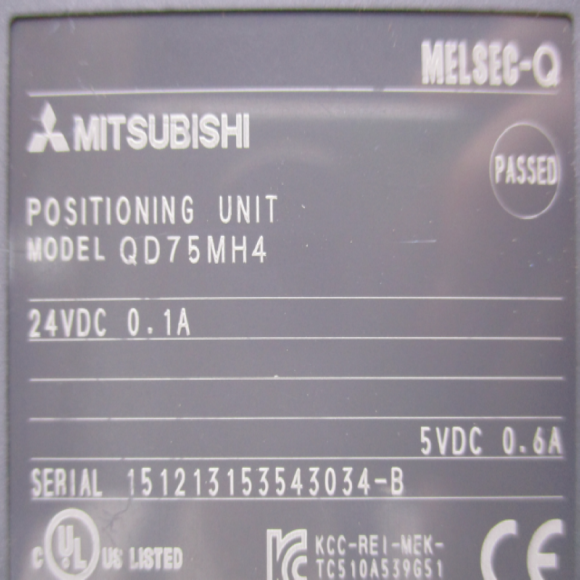 MELSEC-Q
MITSUBISHI
PASSED
POSITIONING UNIT
MODEL QD75MH4
24VDC 0.1A
5VDC 0.6A
SERIAL 151213153543034-B
c UL US LISTED
KCC-REI-MEK-
TC510A539G51
CE